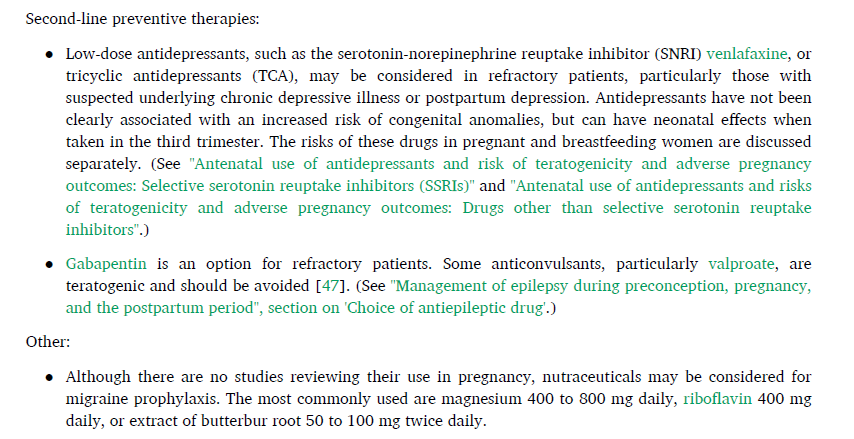 Second-line preventive therapies:
● Low-dose antidepressants, such as the serotonin-norepinephrine reuptake inhibitor (SNRI) venlafaxine, or
tricyclic antidepressants (TCA), may be considered in refractory patients, particularly those with
suspected underlying chronic depressive illness or postpartum depression. Antidepressants have not been
clearly associated with an increased risk of congenital anomalies, but can have neonatal effects when
taken in the third trimester. The risks of these drugs in pregnant and breastfeeding women are discussed
separately. (See "Antenatal use of antidepressants and risk of teratogenicity and adverse pregnancy
outcomes: Selective serotonin reuptake inhibitors (SSRIs)" and "Antenatal use of antidepressants and risks
of teratogenicity and adverse pregnancy outcomes: Drugs other than selective serotonin reuptake
inhibitors".)
● Gabapentin is an option for refractory patients. Some anticonvulsants, particularly valproate, are
teratogenic and should be avoided [47]. (See "Management of epilepsy during preconception, pregnancy,
and the postpartum period", section on 'Choice of antiepileptic drug'.)
Other:
● Although there are no studies reviewing their use in pregnancy, nutraceuticals may be considered for
migraine prophylaxis. The most commonly used are magnesium 400 to 800 mg daily, riboflavin 400 mg
daily, or extract of butterbur root 50 to 100 mg twice daily.